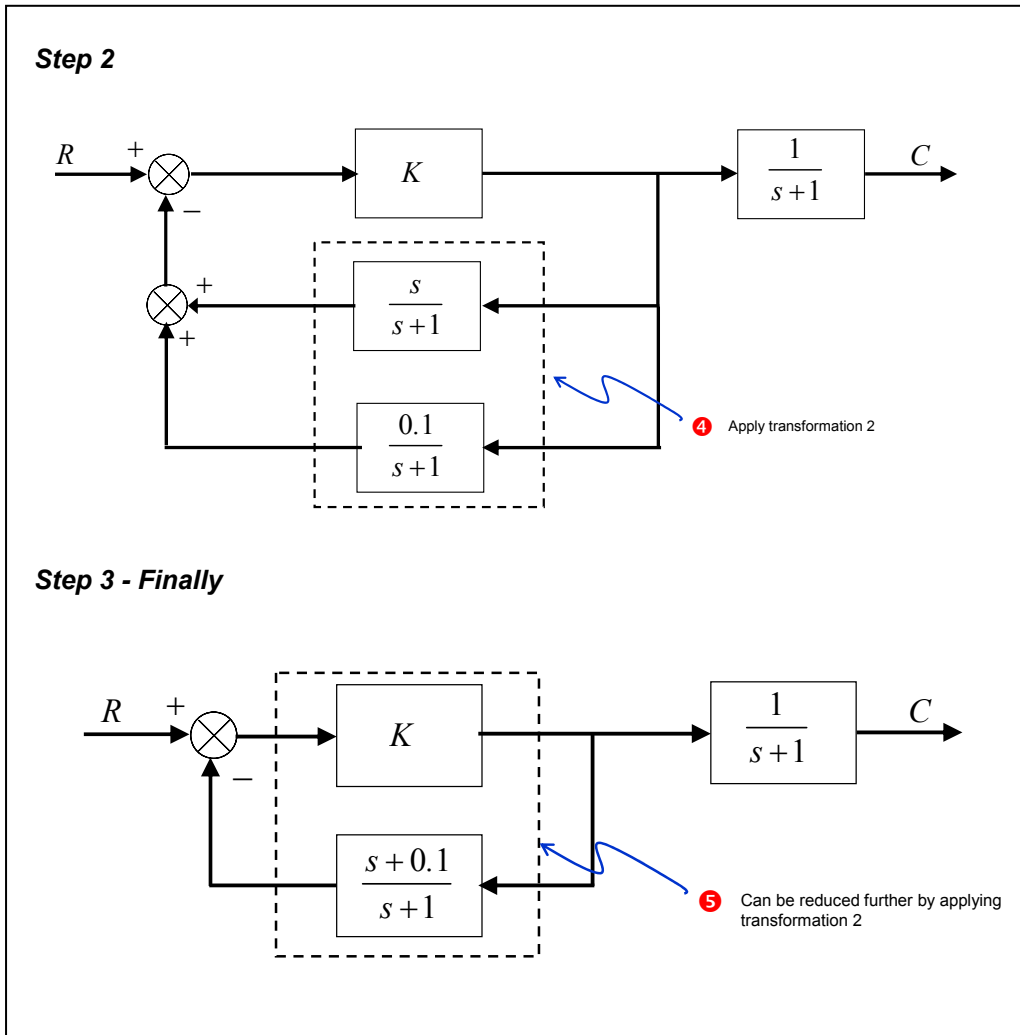 Step 2
R + K 1/(s+1) C
−
+ s/(s+1)
+
0.1/(s+1)
4 Apply transformation 2
Step 3 - Finally
R + K 1/(s+1) C
−
(s+0.1)/(s+1)
5 Can be reduced further by applying
transformation 2